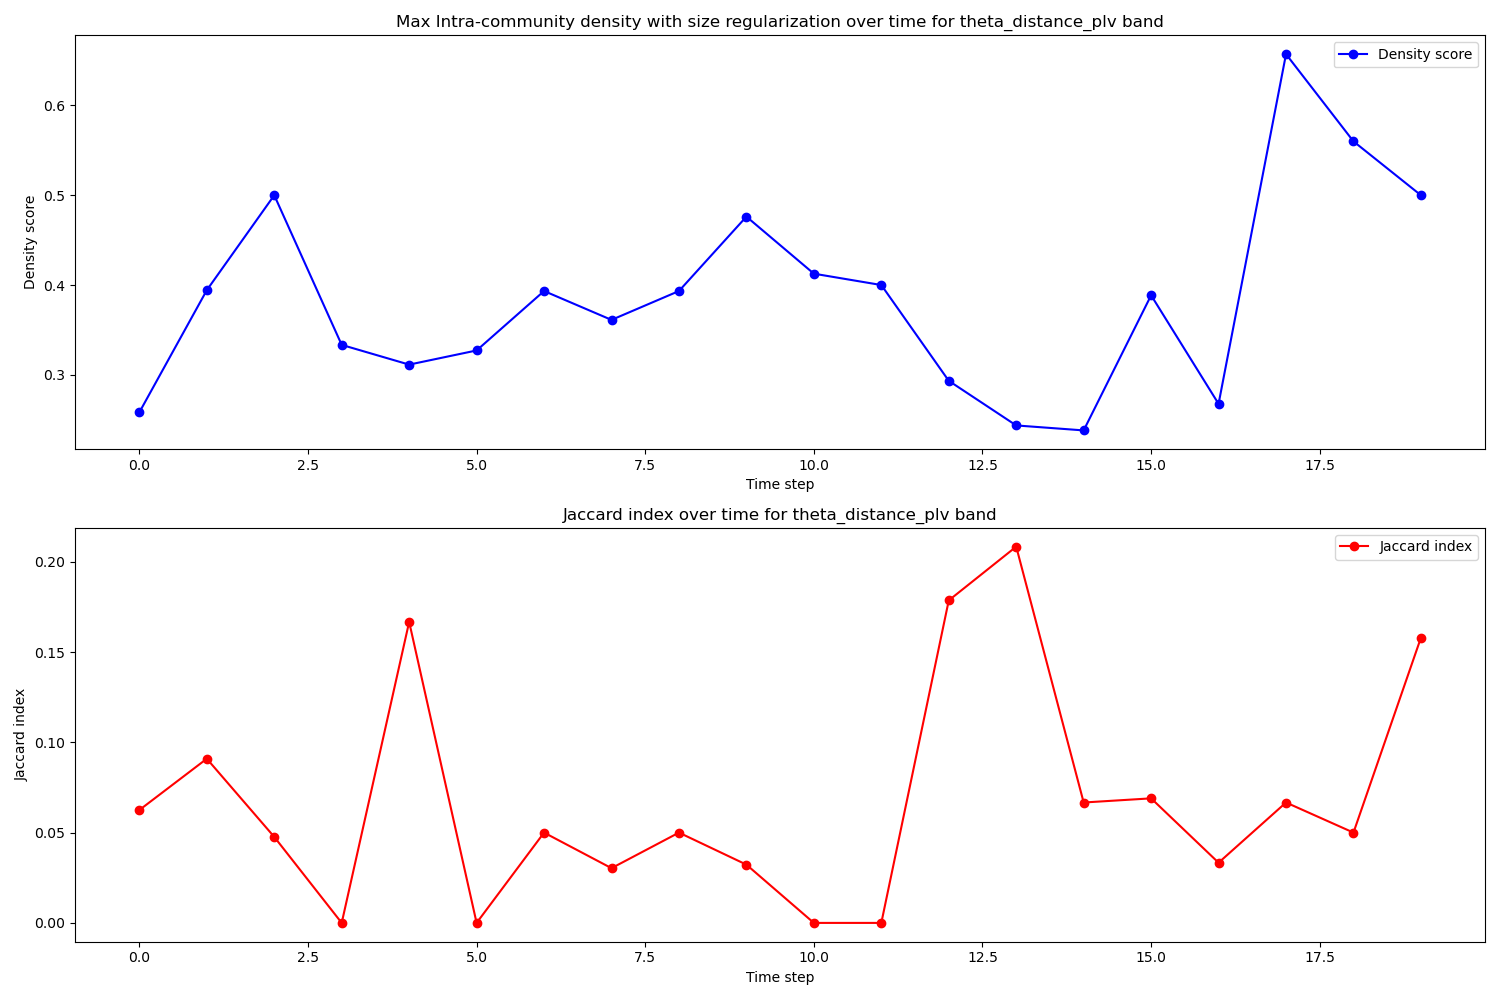 Max Intra-community density with size regularization over time for theta_distance_plv band
Density score
Density score
0.6
0.5
0.4
0.3
0.0 2.5 5.0 7.5 10.0 12.5 15.0 17.5
Time step
Jaccard index over time for theta_distance_plv band
Jaccard index
Jaccard index
0.20
0.15
0.10
0.05
0.00
0.0 2.5 5.0 7.5 10.0 12.5 15.0 17.5
Time step